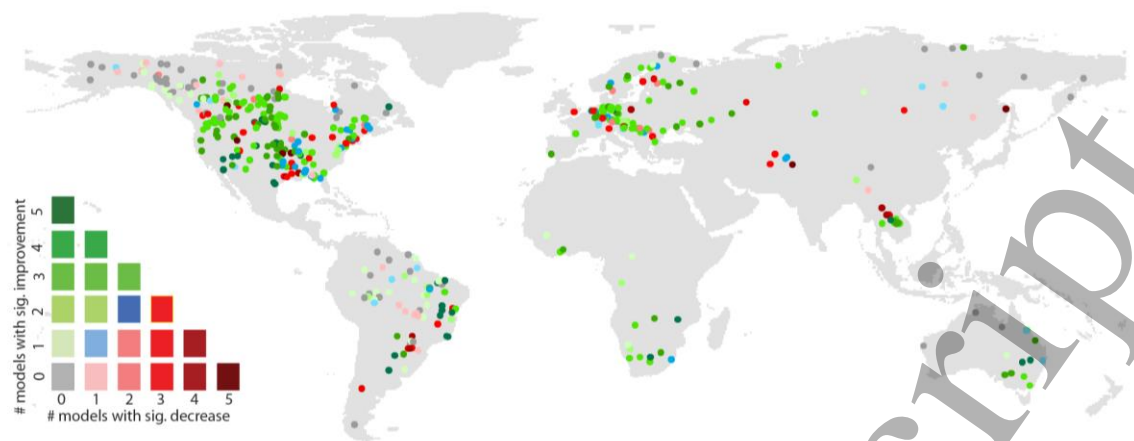 5
4
3
2
1
0
# models with sig. improvement
0 1 2 3 4 5
# models with sig. decrease
ript